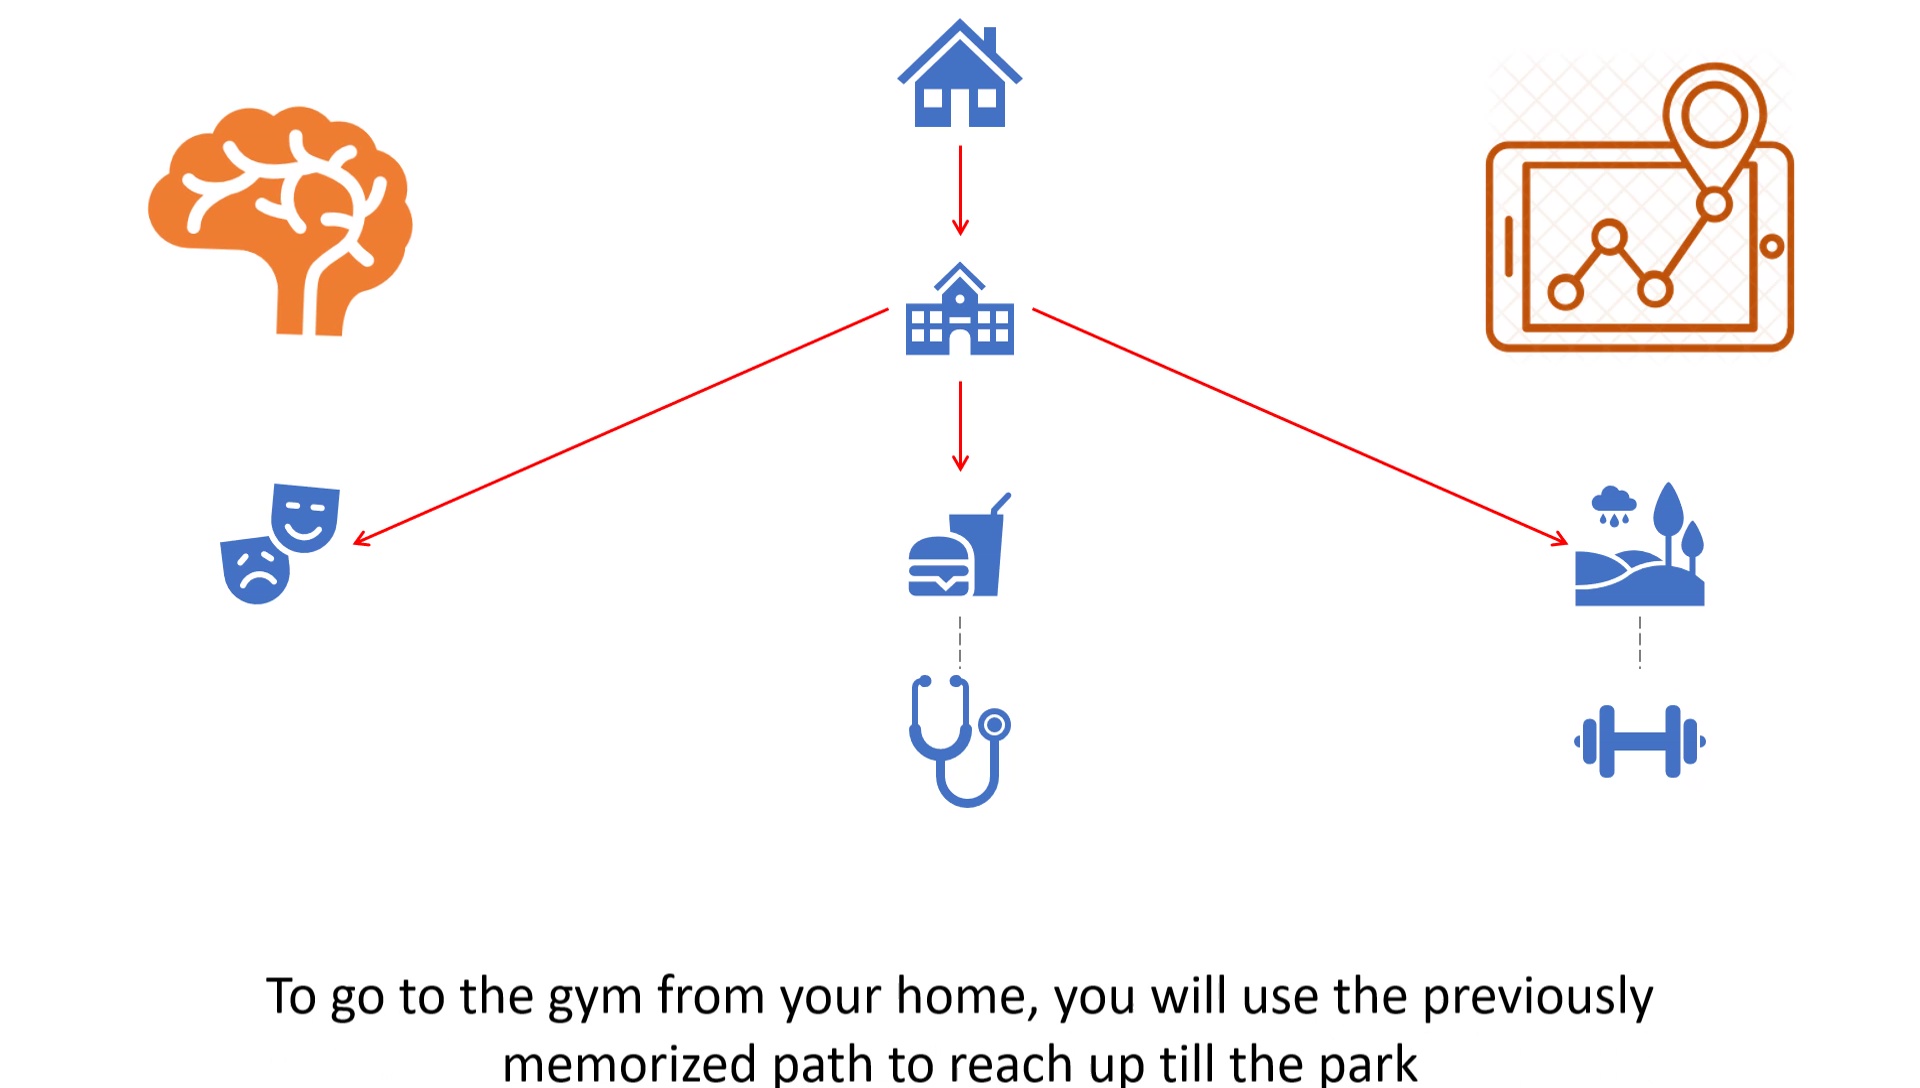 To go to the gym from your home, you will use the previously
memorized path to reach up till the park